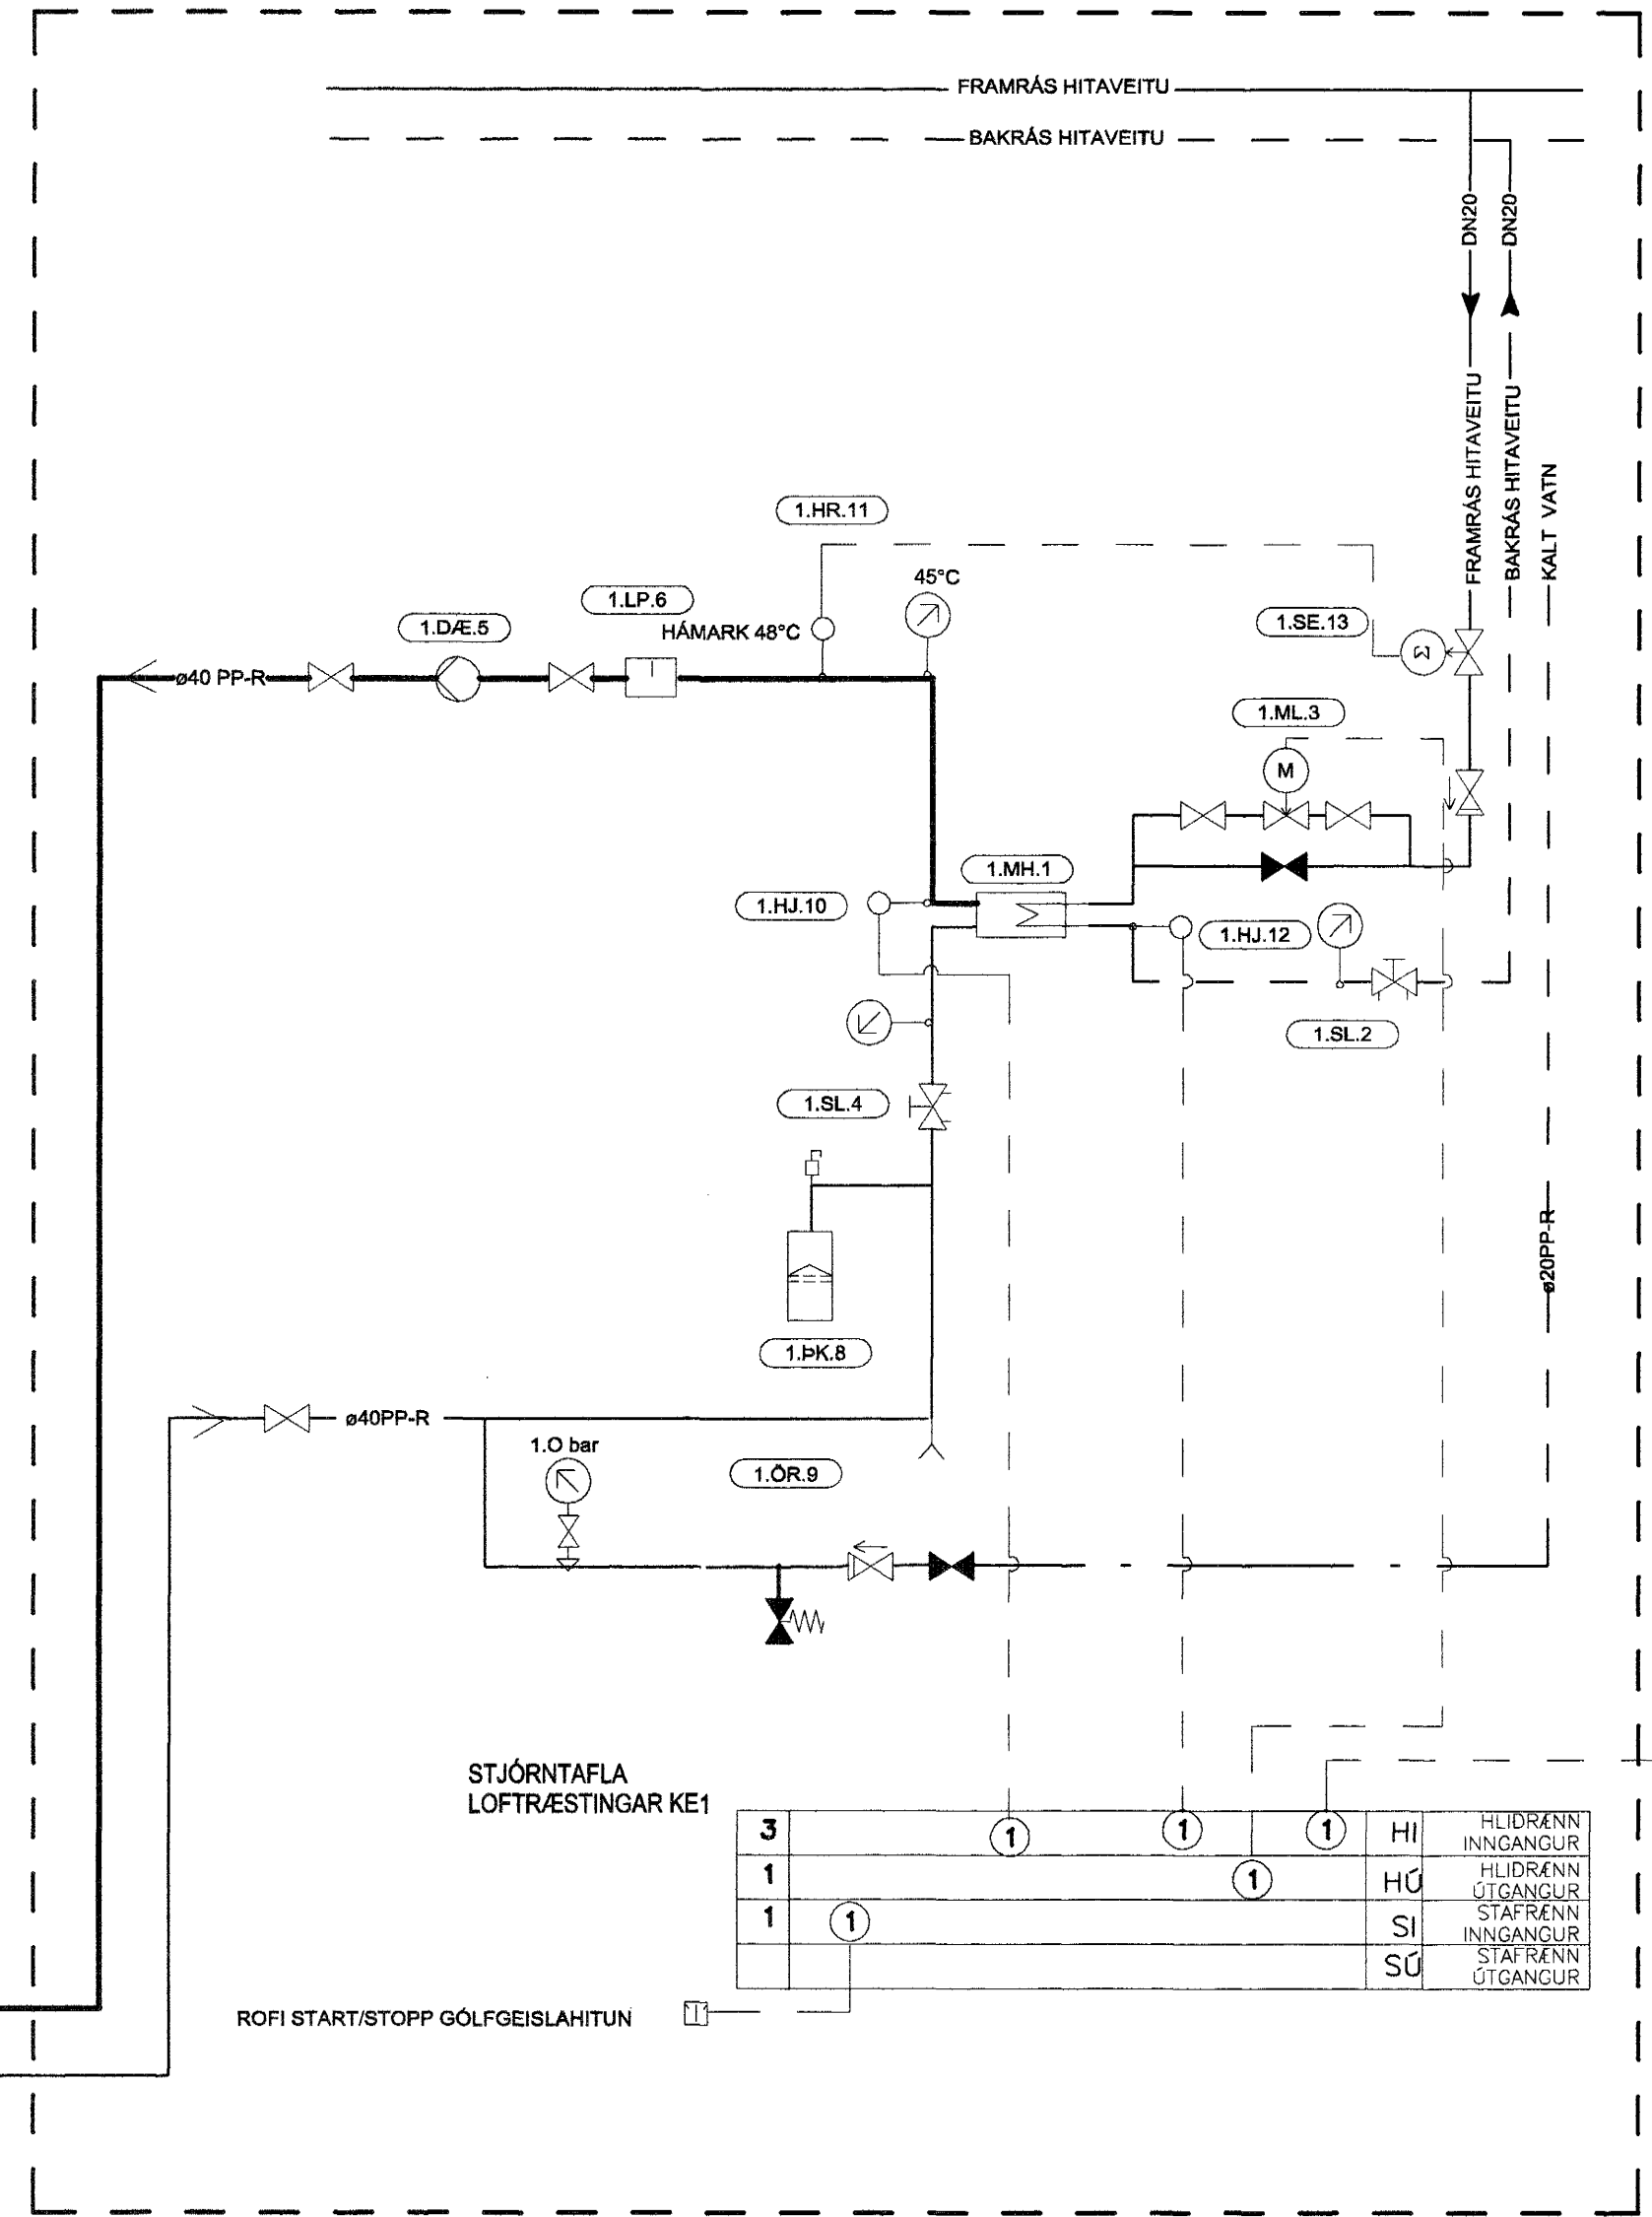 FRAMRÁS HITAVEITU
BAKRÁS HITAVEITU
DN20
DN20
FRAMRÁS HITAVEITU
BAKRÁS HITAVEITU
KALT VATN
1.HR.11
45°C
1.LP.6
1.DÆ.5
HÁMARK 48°C
1.SE.13
ø40 PP-R
1.ML.3
M
1.MH.1
1.HJ.10
1.HJ.12
1.SL.2
1.SL.4
ø20PP-R
1.ÞK.8
ø40PP-R
1.O bar
1.ÖR.9
STJÓRNTAFLA
LOFTRÆSTINGAR KE1
3 1 1 1 HI HLIDRÆNN INNGANGUR
1 1 HÚ HLIDRÆNN ÚTGANGUR
1 1 SI STAFRÆNN INNGANGUR
SÚ STAFRÆNN ÚTGANGUR
ROFI START/STOPP GÓLFGEISLAHITUN